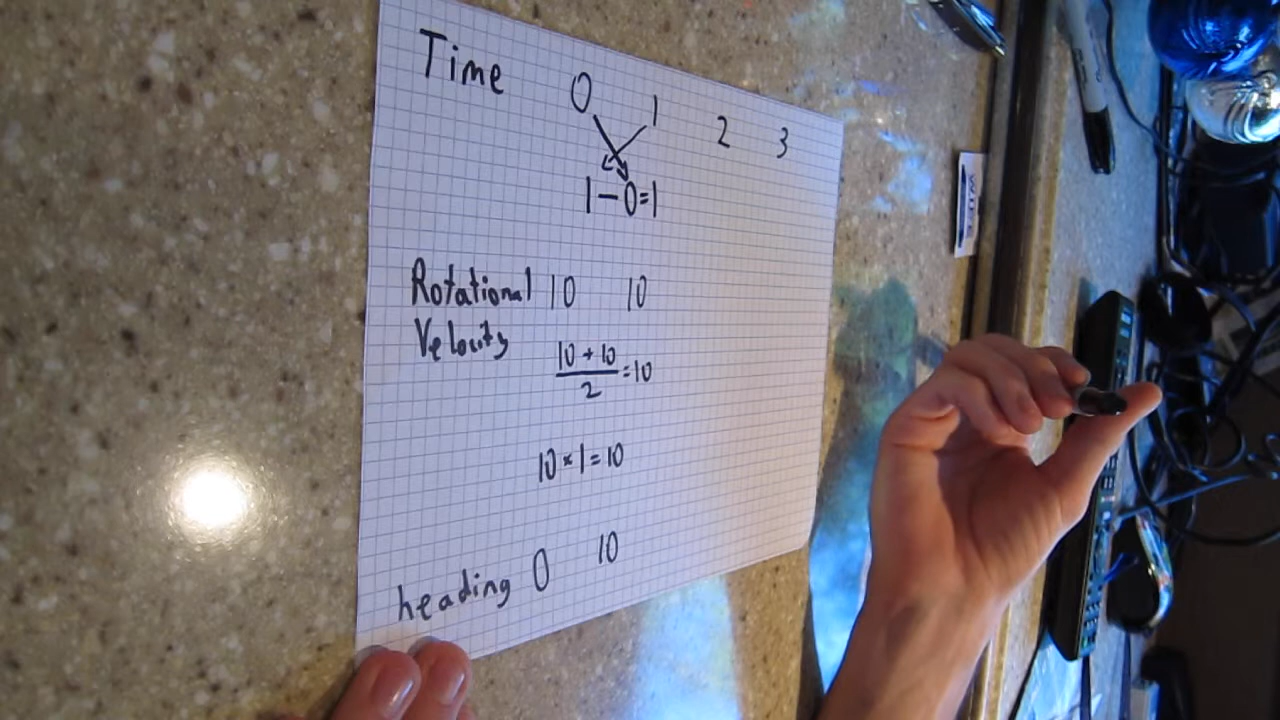 Time 0 1 2 3
1-0=1
Rotational 10 10
Velocity
10 + 10
2
=10
10 × 1 = 10
heading 0 10